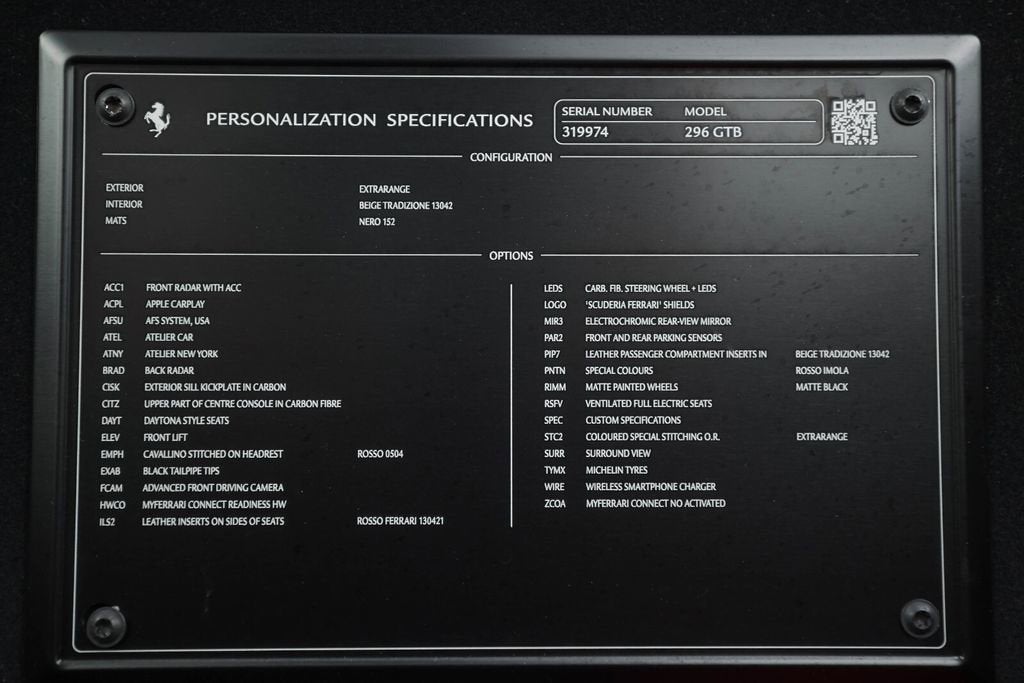 PERSONALIZATION SPECIFICATIONS
SERIAL NUMBER MODEL
319974 296 GTB
CONFIGURATION
EXTERIOR EXTRARANGE
INTERIOR BEIGE TRADIZIONE 13042
MATS NERO 152
OPTIONS
ACC1 FRONT RADAR WITH ACC
ACPL APPLE CARPLAY
AFSU AFS SYSTEM, USA
ATEL ATELIER CAR
ATNY ATELIER NEW YORK
BRAD BACK RADAR
CISK EXTERIOR SILL KICKPLATE IN CARBON
CITZ UPPER PART OF CENTRE CONSOLE IN CARBON FIBRE
DAYT DAYTONA STYLE SEATS
ELEV FRONT LIFT
EMPH CAVALLINO STITCHED ON HEADREST ROSSO 0504
EXAB BLACK TAILPIPE TIPS
FCAM ADVANCED FRONT DRIVING CAMERA
HWCO MYFERRARI CONNECT READINESS HW
ILS2 LEATHER INSERTS ON SIDES OF SEATS ROSSO FERRARI 130421
LEDS CARB. FIB. STEERING WHEEL + LEDS
LOGO 'SCUDERIA FERRARI' SHIELDS
MIR3 ELECTROCHROMIC REAR-VIEW MIRROR
PAR2 FRONT AND REAR PARKING SENSORS
PIP7 LEATHER PASSENGER COMPARTMENT INSERTS IN BEIGE TRADIZIONE 13042
PNTN SPECIAL COLOURS ROSSO IMOLA
RIMM MATTE PAINTED WHEELS MATTE BLACK
RSFV VENTILATED FULL ELECTRIC SEATS
SPEC CUSTOM SPECIFICATIONS
STC2 COLOURED SPECIAL STITCHING O.R. EXTRARANGE
SURR SURROUND VIEW
TYMX MICHELIN TYRES
WIRE WIRELESS SMARTPHONE CHARGER
ZCOA MYFERRARI CONNECT NO ACTIVATED